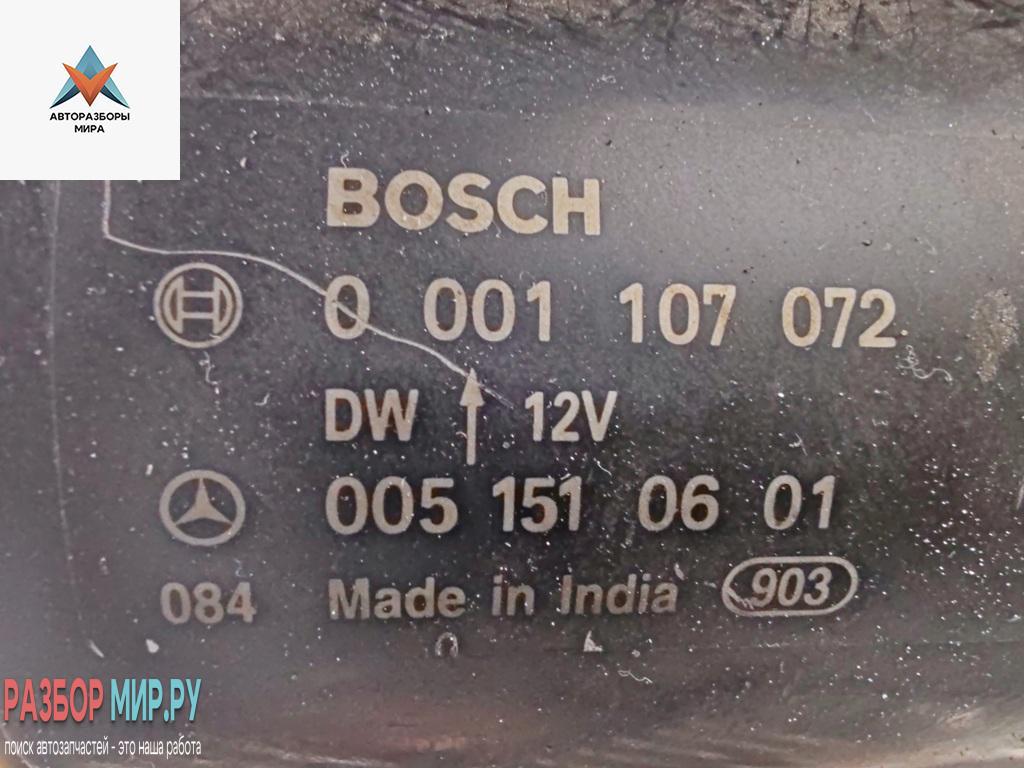 АВТОРАЗБОРЫ
МИРА
BOSCH
0 001 107 072
DW ↑ 12V
005 151 06 01
084 Made in India 903
РАЗБОР МИР.РУ
поиск автозапчастей - это наша работа